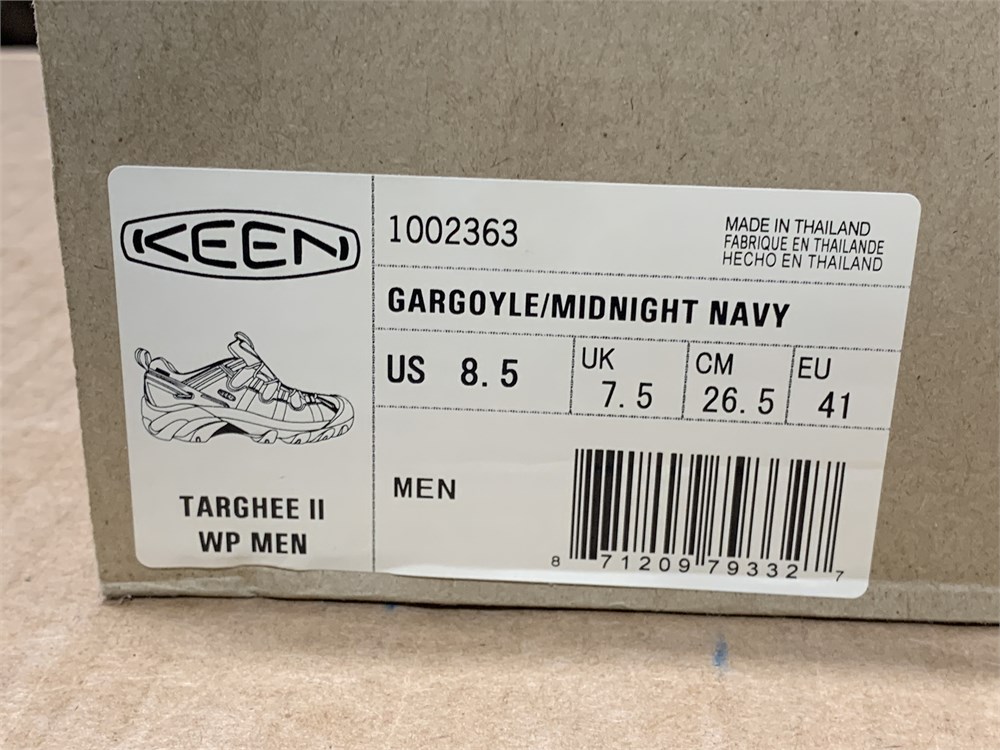 KEEN
TARGHEE II
WP MEN
1002363
MADE IN THAILAND
FABRIQUE EN THAILANDE
HECHO EN THAILAND
GARGOYLE/MIDNIGHT NAVY
US 8.5
UK
7.5
CM
26.5
EU
41
MEN
8 71209 79332 7